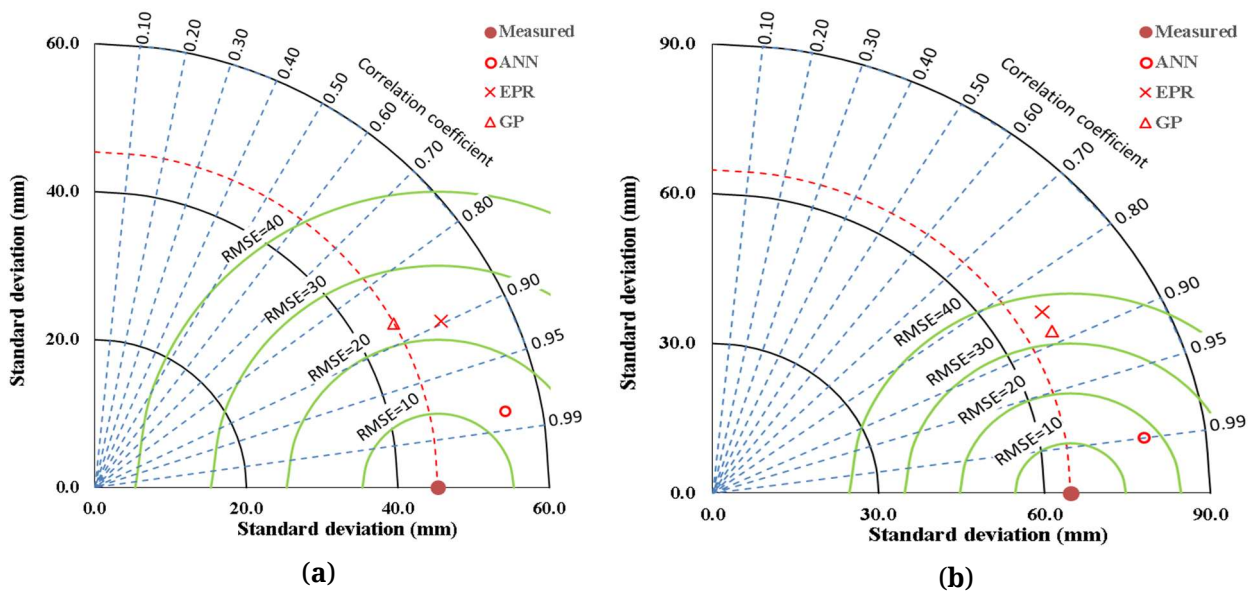 Measured
ANN
EPR
GP
Correlation coefficient
0.10
0.20
0.30
0.40
0.50
0.60
0.70
0.80
0.90
0.95
0.99
60.0
40.0
20.0
0.0
Standard deviation (mm)
RMSE=40
RMSE=30
RMSE=20
RMSE=10
0.0
20.0
40.0
60.0
Standard deviation (mm)
(a)
Measured
ANN
EPR
GP
Correlation coefficient
0.10
0.20
0.30
0.40
0.50
0.60
0.70
0.80
0.90
0.95
0.99
90.0
60.0
30.0
0.0
Standard deviation (mm)
RMSE=40
RMSE=30
RMSE=20
RMSE=10
0.0
30.0
60.0
90.0
Standard deviation (mm)
(b)